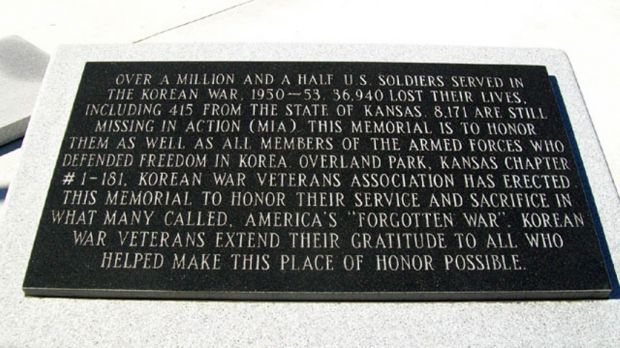 OVER A MILLION AND A HALF U.S. SOLDIERS SERVED IN
THE KOREAN WAR, 1950-53. 36,940 LOST THEIR LIVES,
INCLUDING 415 FROM THE STATE OF KANSAS. 8,171 ARE STILL
MISSING IN ACTION (MIA). THIS MEMORIAL IS TO HONOR
THEM AS WELL AS ALL MEMBERS OF THE ARMED FORCES WHO
DEFENDED FREEDOM IN KOREA. OVERLAND PARK, KANSAS CHAPTER
#1-181, KOREAN WAR VETERANS ASSOCIATION HAS ERECTED
THIS MEMORIAL TO HONOR THEIR SERVICE AND SACRIFICE IN
WHAT MANY CALLED, AMERICA'S "FORGOTTEN WAR". KOREAN
WAR VETERANS EXTEND THEIR GRATITUDE TO ALL WHO
HELPED MAKE THIS PLACE OF HONOR POSSIBLE.